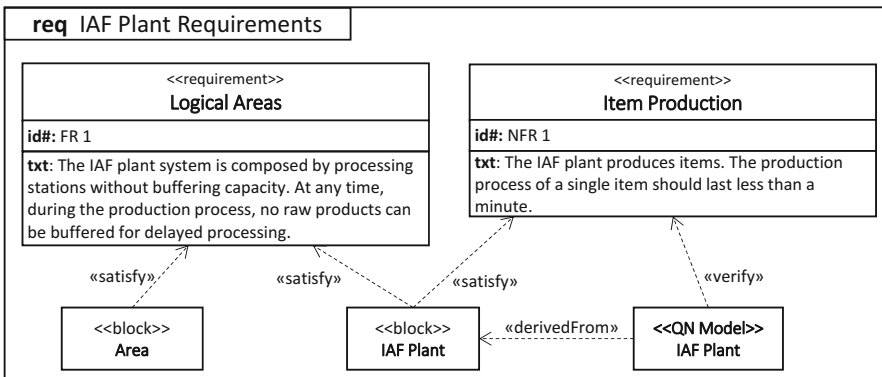 req IAF Plant Requirements
<<requirement>>
Logical Areas
id#: FR 1
txt: The IAF plant system is composed by processing
stations without buffering capacity. At any time,
during the production process, no raw products can
be buffered for delayed processing.
<<requirement>>
Item Production
id#: NFR 1
txt: The IAF plant produces items. The production
process of a single item should last less than a
minute.
«satisfy»
«satisfy»
«satisfy»
«verify»
<<block>>
Area
<<block>>
IAF Plant
«derivedFrom»
<<QN Model>>
IAF Plant